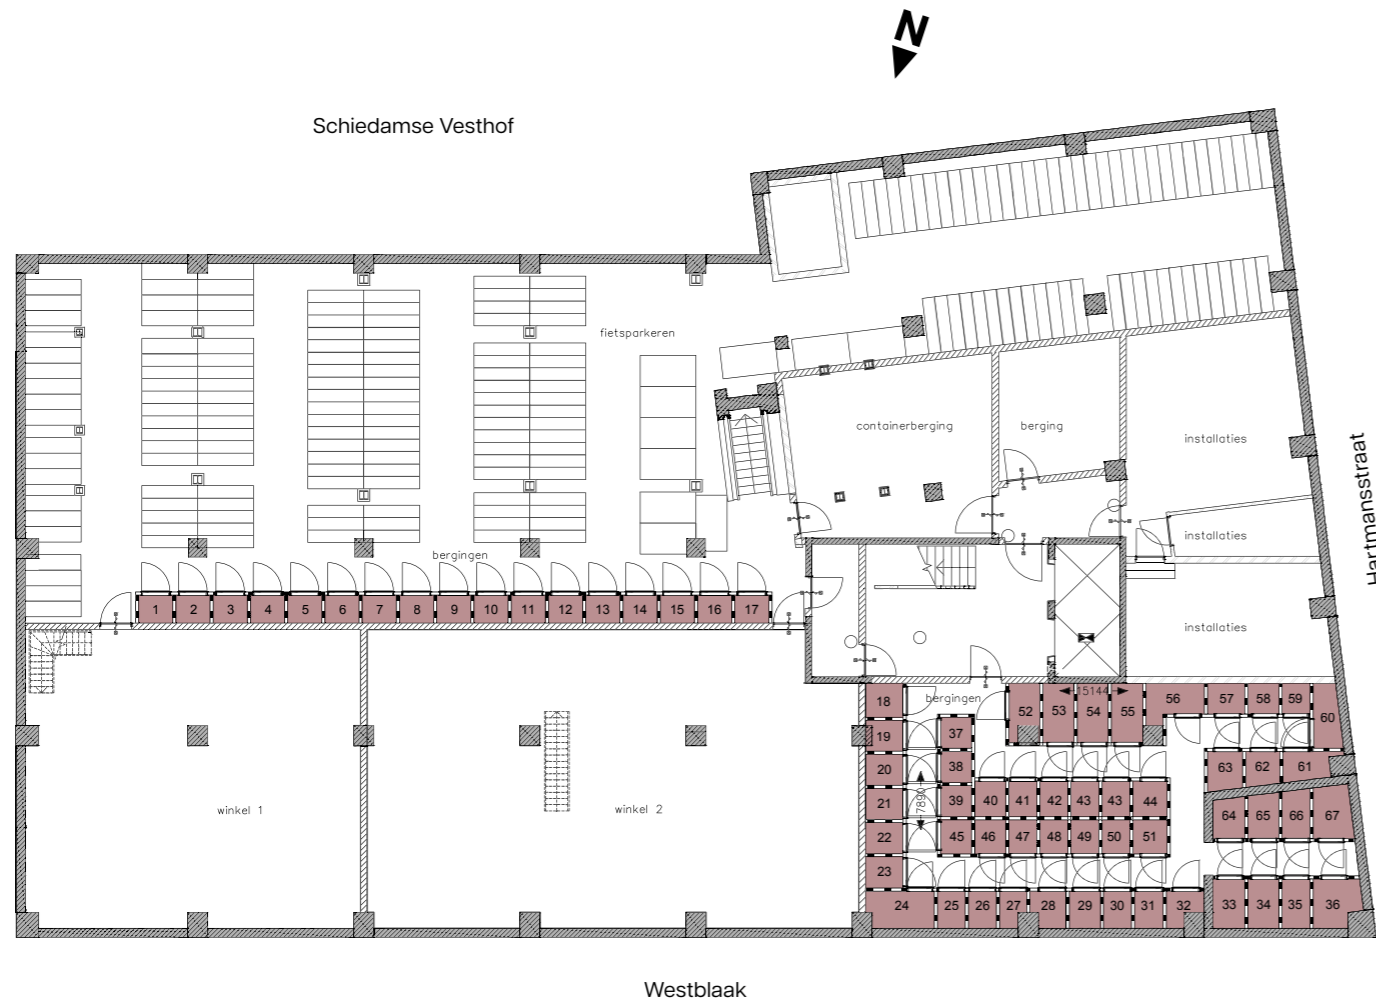 N
Schiedamse Vesthof
fietsparkeren
containerberging
berging
installaties
Hartmansstraat
installaties
bergingen
1 2 3 4 5 6 7 8 9 10 11 12 13 14 15 16 17
installaties
bergingen
15144
18 52 53 54 55 56 57 58 59 60
19 37
20 38 63 62 61
7890
21 39 40 41 42 43 43 44
winkel 1
winkel 2
64 65 66 67
22 45 46 47 48 49 50 51
23
24 25 26 27 28 29 30 31 32 33 34 35 36
Westblaak